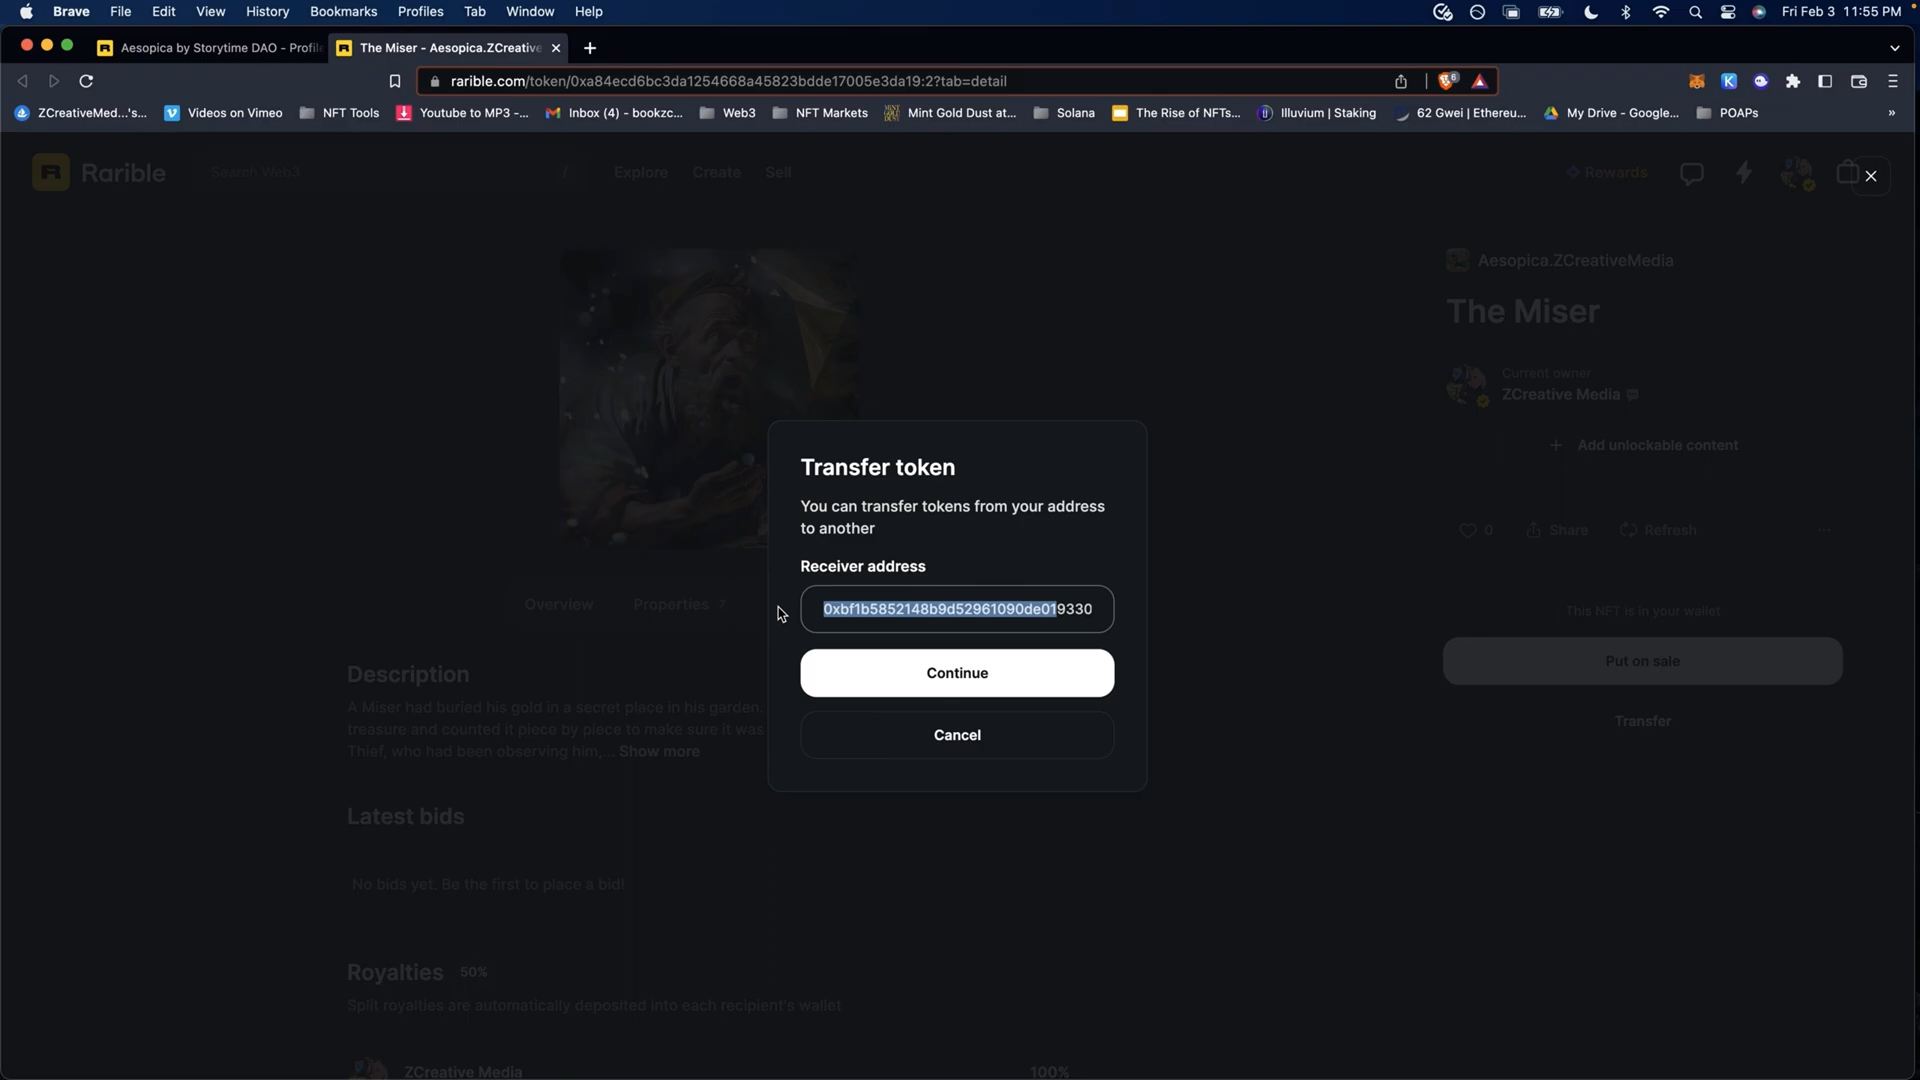 Brave File Edit View History Bookmarks Profiles Tab Window Help Fri Feb 3 11:55 PM
Aesopica by Storytime DAO - Profil The Miser - Aesopica.ZCreative
rarible.com/token/0xa84ecd6bc3da1254668a45823bdde17005e3da19:2?tab=detail 6
ZCreativeMed...'s... Videos on Vimeo NFT Tools Youtube to MP3 -... Inbox (4) - bookzc... Web3 NFT Markets Mint Gold Dust at... Solana The Rise of NFTs... Illuvium | Staking 62 Gwei | Ethereu... My Drive - Google... POAPs »
Rarible Search Web3 / Explore Create Sell Rewards
Aesopica.ZCreativeMedia
The Miser
Current owner
ZCreative Media
Add unlockable content
0 Share Refresh ...
Transfer token
You can transfer tokens from your address
to another
Receiver address
0xbf1b5852148b9d52961090de019330
Continue
Cancel
This NFT is in your wallet
Put on sale
Transfer
Overview Properties 7
Description
A Miser had buried his gold in a secret place in his garden.
treasure and counted it piece by piece to make sure it was
Thief, who had been observing him,... Show more
Latest bids
No bids yet. Be the first to place a bid!
Royalties 50%
Split royalties are automatically deposited into each recipient's wallet
ZCreative Media 100%